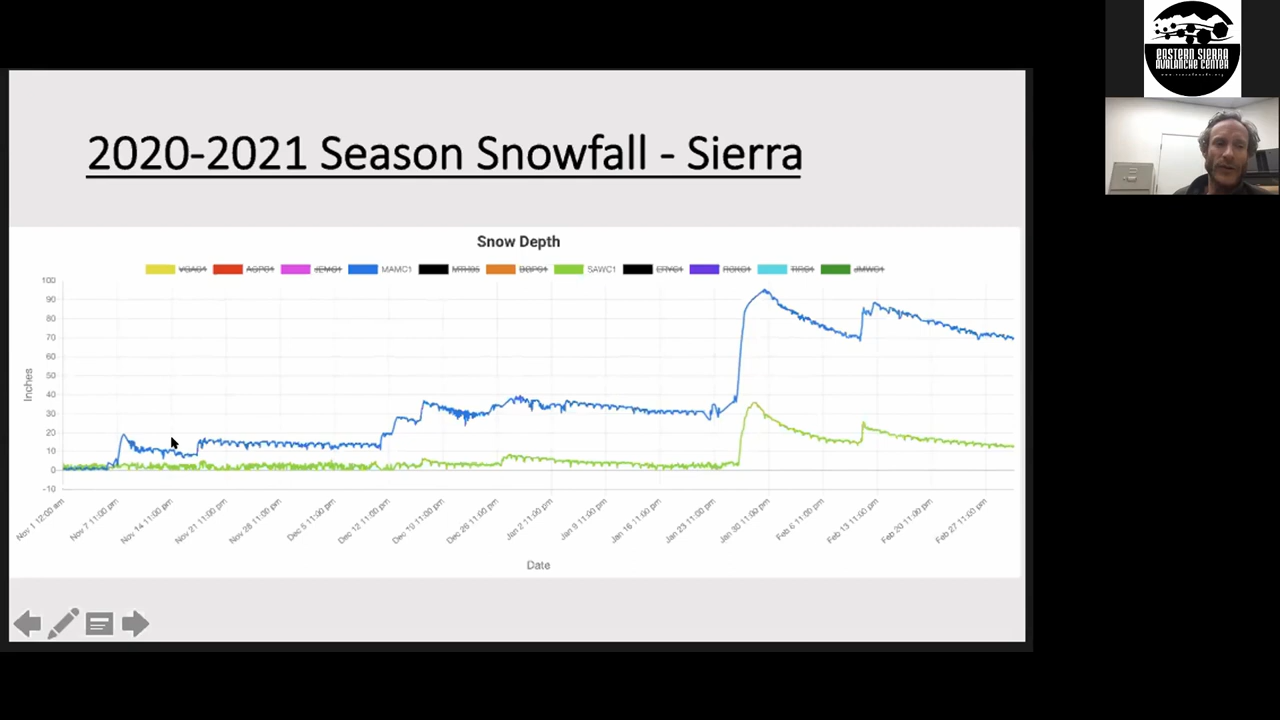 EASTERN SIERRA
AVALANCHE CENTER
2020-2021 Season Snowfall - Sierra
Snow Depth
MAMC1 SAWC1
100
90
80
70
60
50
40
30
20
10
0
-10
Inches
Nov 1 12:00 am
Nov 7 11:00 pm
Nov 14 11:00 pm
Nov 21 11:00 pm
Nov 28 11:00 pm
Dec 5 11:00 pm
Dec 12 11:00 pm
Dec 19 11:00 pm
Dec 26 11:00 pm
Jan 2 11:00 pm
Jan 9 11:00 pm
Jan 16 11:00 pm
Jan 23 11:00 pm
Jan 30 11:00 pm
Feb 6 11:00 pm
Feb 13 11:00 pm
Feb 20 11:00 pm
Feb 27 11:00 pm
Date